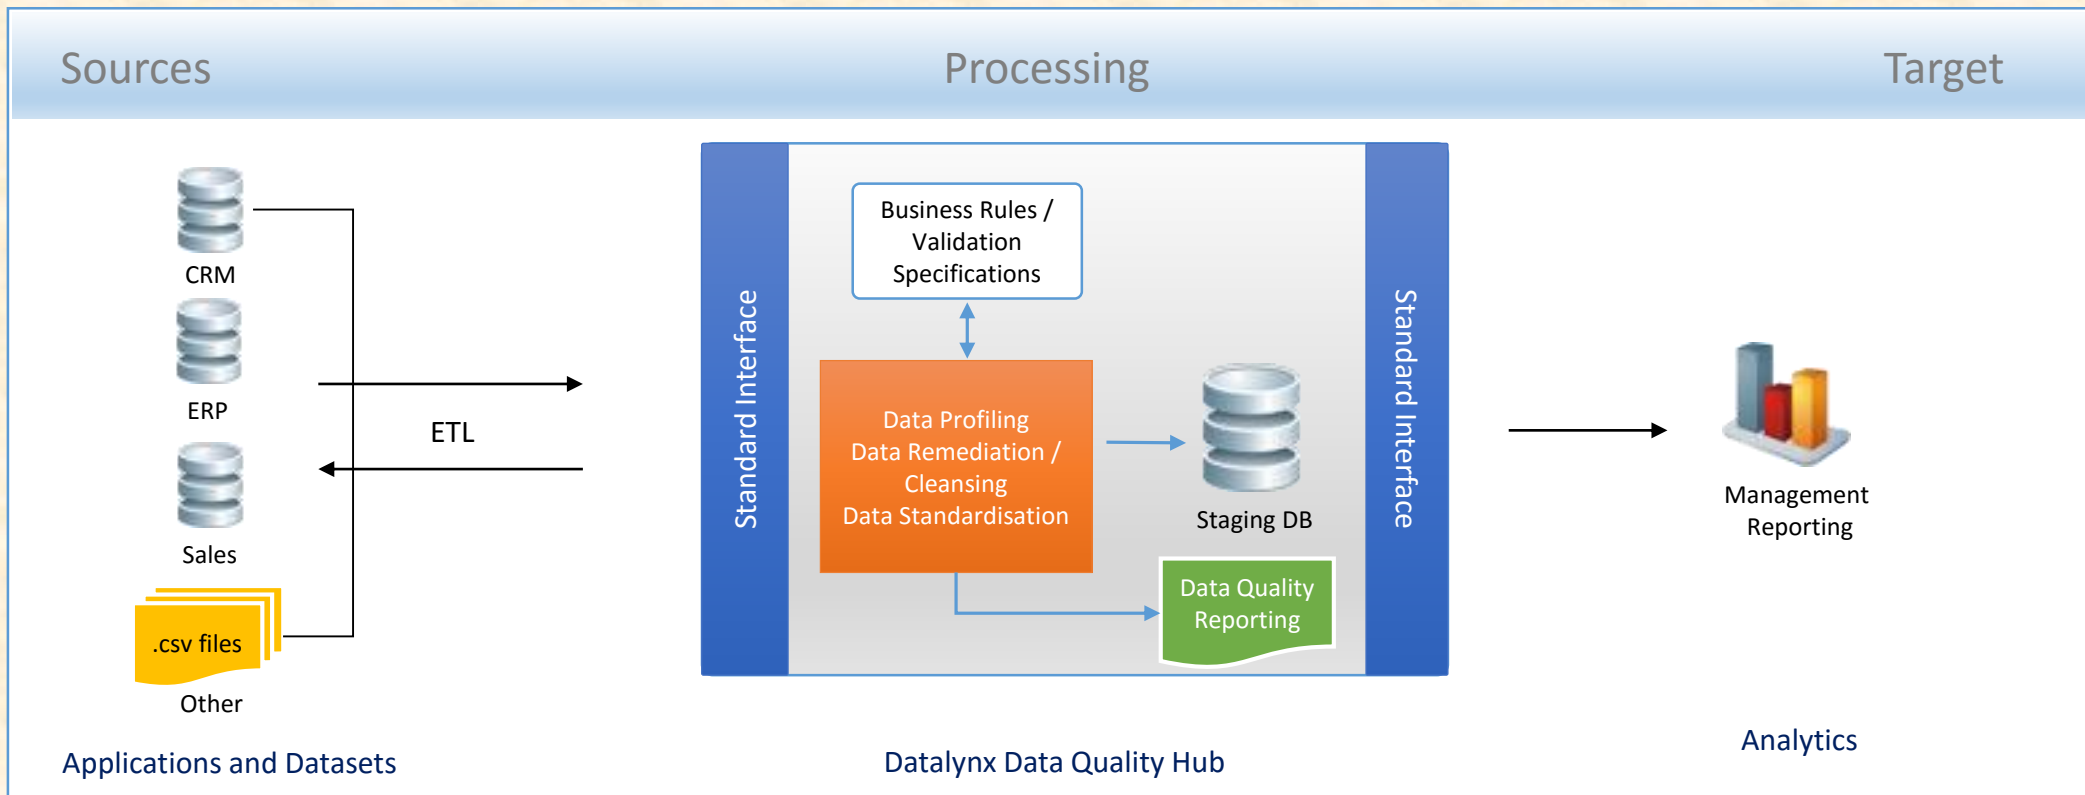 Sources
Processing
Target
CRM
ERP
Sales
.csv files
Other
ETL
Applications and Datasets
Standard Interface
Business Rules /
Validation
Specifications
Data Profiling
Data Remediation /
Cleansing
Data Standardisation
Staging DB
Data Quality
Reporting
Standard Interface
Datalynx Data Quality Hub
Management
Reporting
Analytics